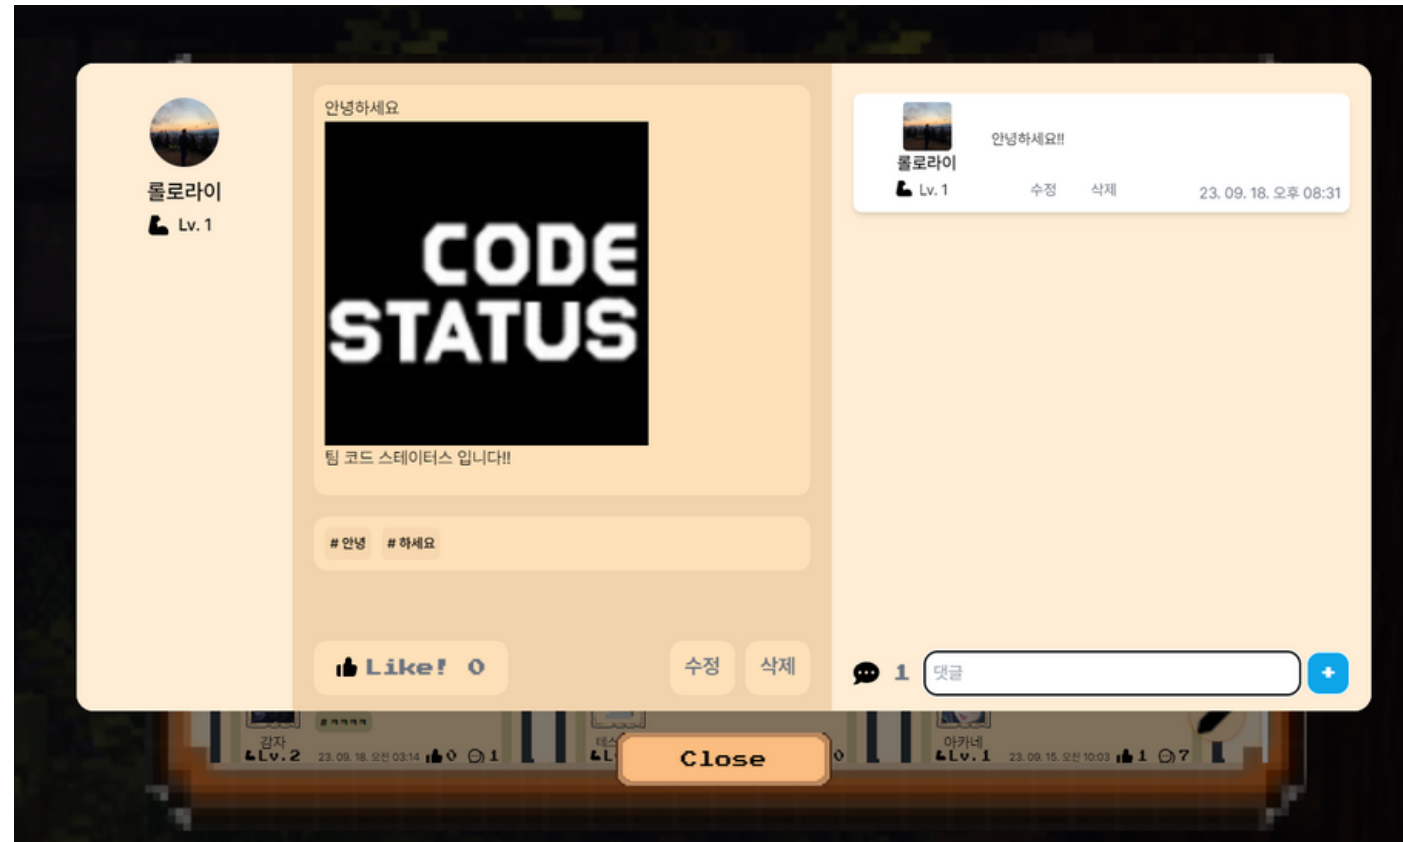 롤로라이
Lv. 1
안녕하세요
CODE
STATUS
팀 코드 스테이터스 입니다!!
# 안녕 # 하세요
Like! 0
수정 삭제
안녕하세요!!
롤로라이
Lv. 1 수정 삭제 23. 09. 18. 오후 08:31
1 댓글 +
#ㅋㅋㅋㅋ
감자
Lv.2 23. 09. 18. 오전 03:14 0 1
테스
L
Close
0
아카네
Lv.1 23. 09. 15. 오전 10:03 1 7